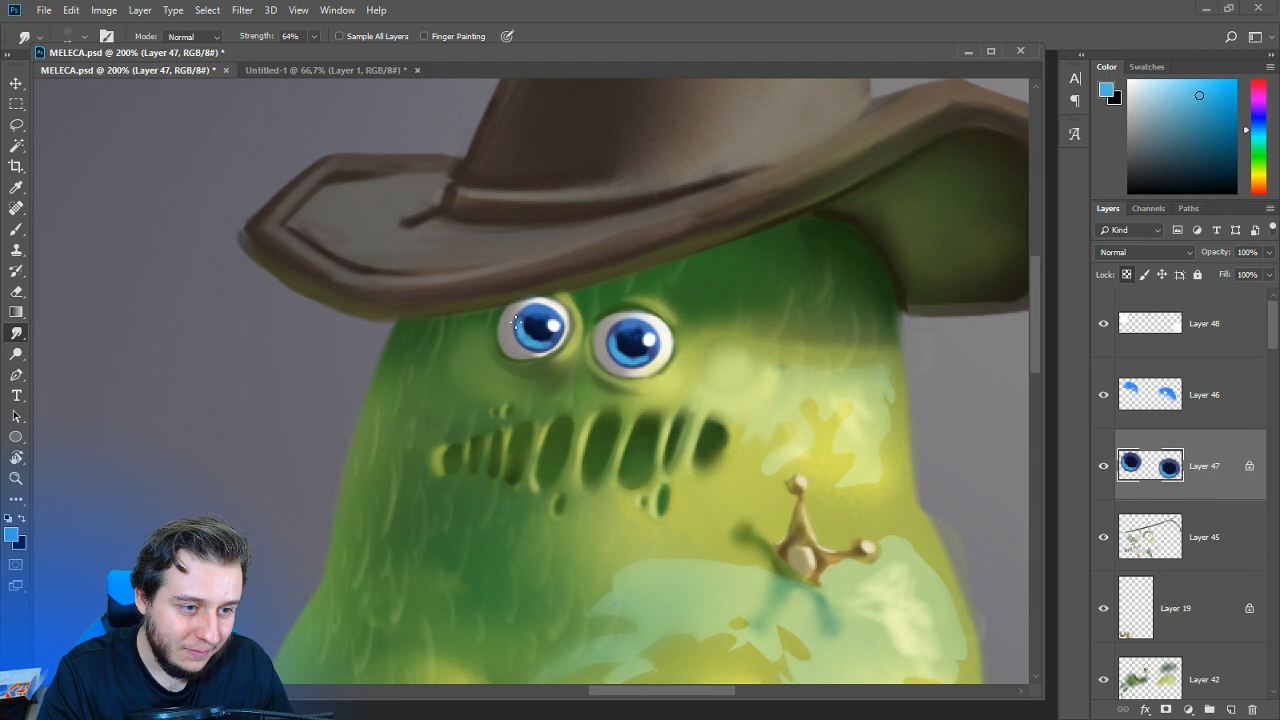 Ps File Edit Image Layer Type Select Filter 3D View Window Help
Mode: Normal Strength: 64% Sample All Layers Finger Painting
Ps MELECA.psd @ 200% (Layer 47, RGB/8#) *
MELECA.psd @ 200% (Layer 47, RGB/8#) * Untitled-1 @ 66,7% (Layer 1, RGB/8#) *
Color Swatches
Layers Channels Paths
Kind
Normal Opacity: 100%
Lock: Fill: 100%
Layer 48
Layer 46
Layer 47
Layer 45
Layer 19
Layer 42